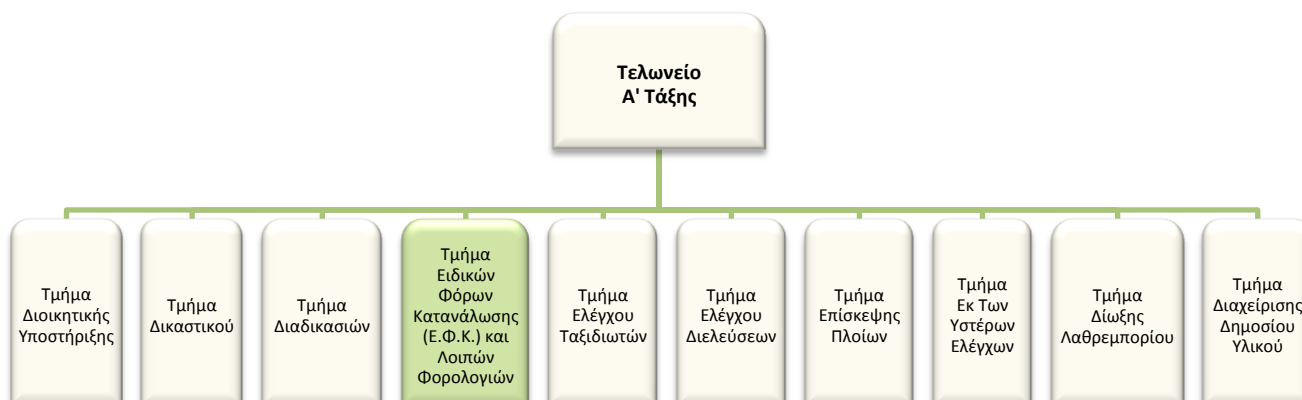 Τελωνείο
Α' Τάξης
Τμήμα
Διοικητικής
Υποστήριξης
Τμήμα
Δικαστικού
Τμήμα
Διαδικασιών
Τμήμα
Ειδικών
Φόρων
Κατανάλωσης
(Ε.Φ.Κ.) και
Λοιπών
Φορολογιών
Τμήμα
Ελέγχου
Ταξιδιωτών
Τμήμα
Ελέγχου
Διελεύσεων
Τμήμα
Επίσκεψης
Πλοίων
Τμήμα
Εκ Των
Υστέρων
Ελέγχων
Τμήμα
Δίωξης
Λαθρεμπορίου
Τμήμα
Διαχείρισης
Δημοσίου
Υλικού